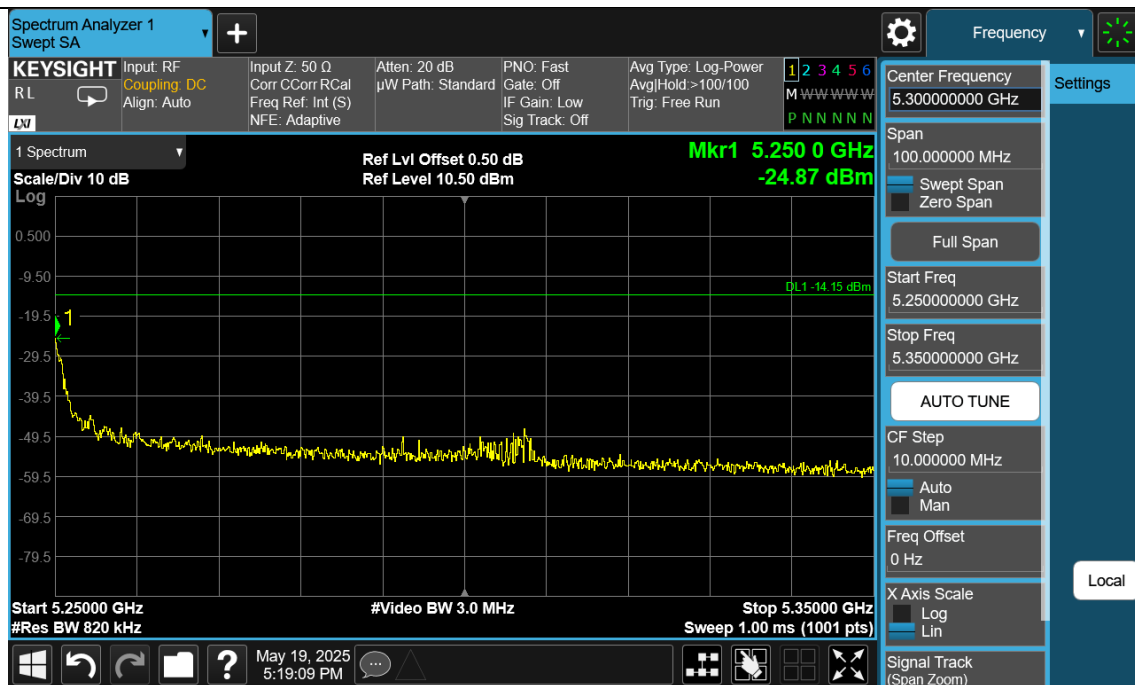 Spectrum Analyzer 1
Swept SA
+
Frequency
KEYSIGHT
RL
LXI
Input: RF
Coupling: DC
Align: Auto
Input Z: 50 Ω
Corr CCorr RCal
Freq Ref: Int (S)
NFE: Adaptive
Atten: 20 dB
µW Path: Standard
PNO: Fast
Gate: Off
IF Gain: Low
Sig Track: Off
Avg Type: Log-Power
Avg|Hold:>100/100
Trig: Free Run
1 2 3 4 5 6
M W W W W W
P N N N N N
1 Spectrum
Scale/Div 10 dB
Ref Lvl Offset 0.50 dB
Ref Level 10.50 dBm
Mkr1 5.250 0 GHz
-24.87 dBm
Log
0.500
-9.50
-19.5
-29.5
-39.5
-49.5
-59.5
-69.5
-79.5
DL1 -14.15 dBm
1
Start 5.25000 GHz
#Video BW 3.0 MHz
Stop 5.35000 GHz
#Res BW 820 kHz
Sweep 1.00 ms (1001 pts)
Center Frequency
5.300000000 GHz
Span
100.000000 MHz
Swept Span
Zero Span
Full Span
Start Freq
5.250000000 GHz
Stop Freq
5.350000000 GHz
AUTO TUNE
CF Step
10.000000 MHz
Auto
Man
Freq Offset
0 Hz
X Axis Scale
Log
Lin
Signal Track
(Span Zoom)
Settings
Local
?
May 19, 2025
5:19:09 PM